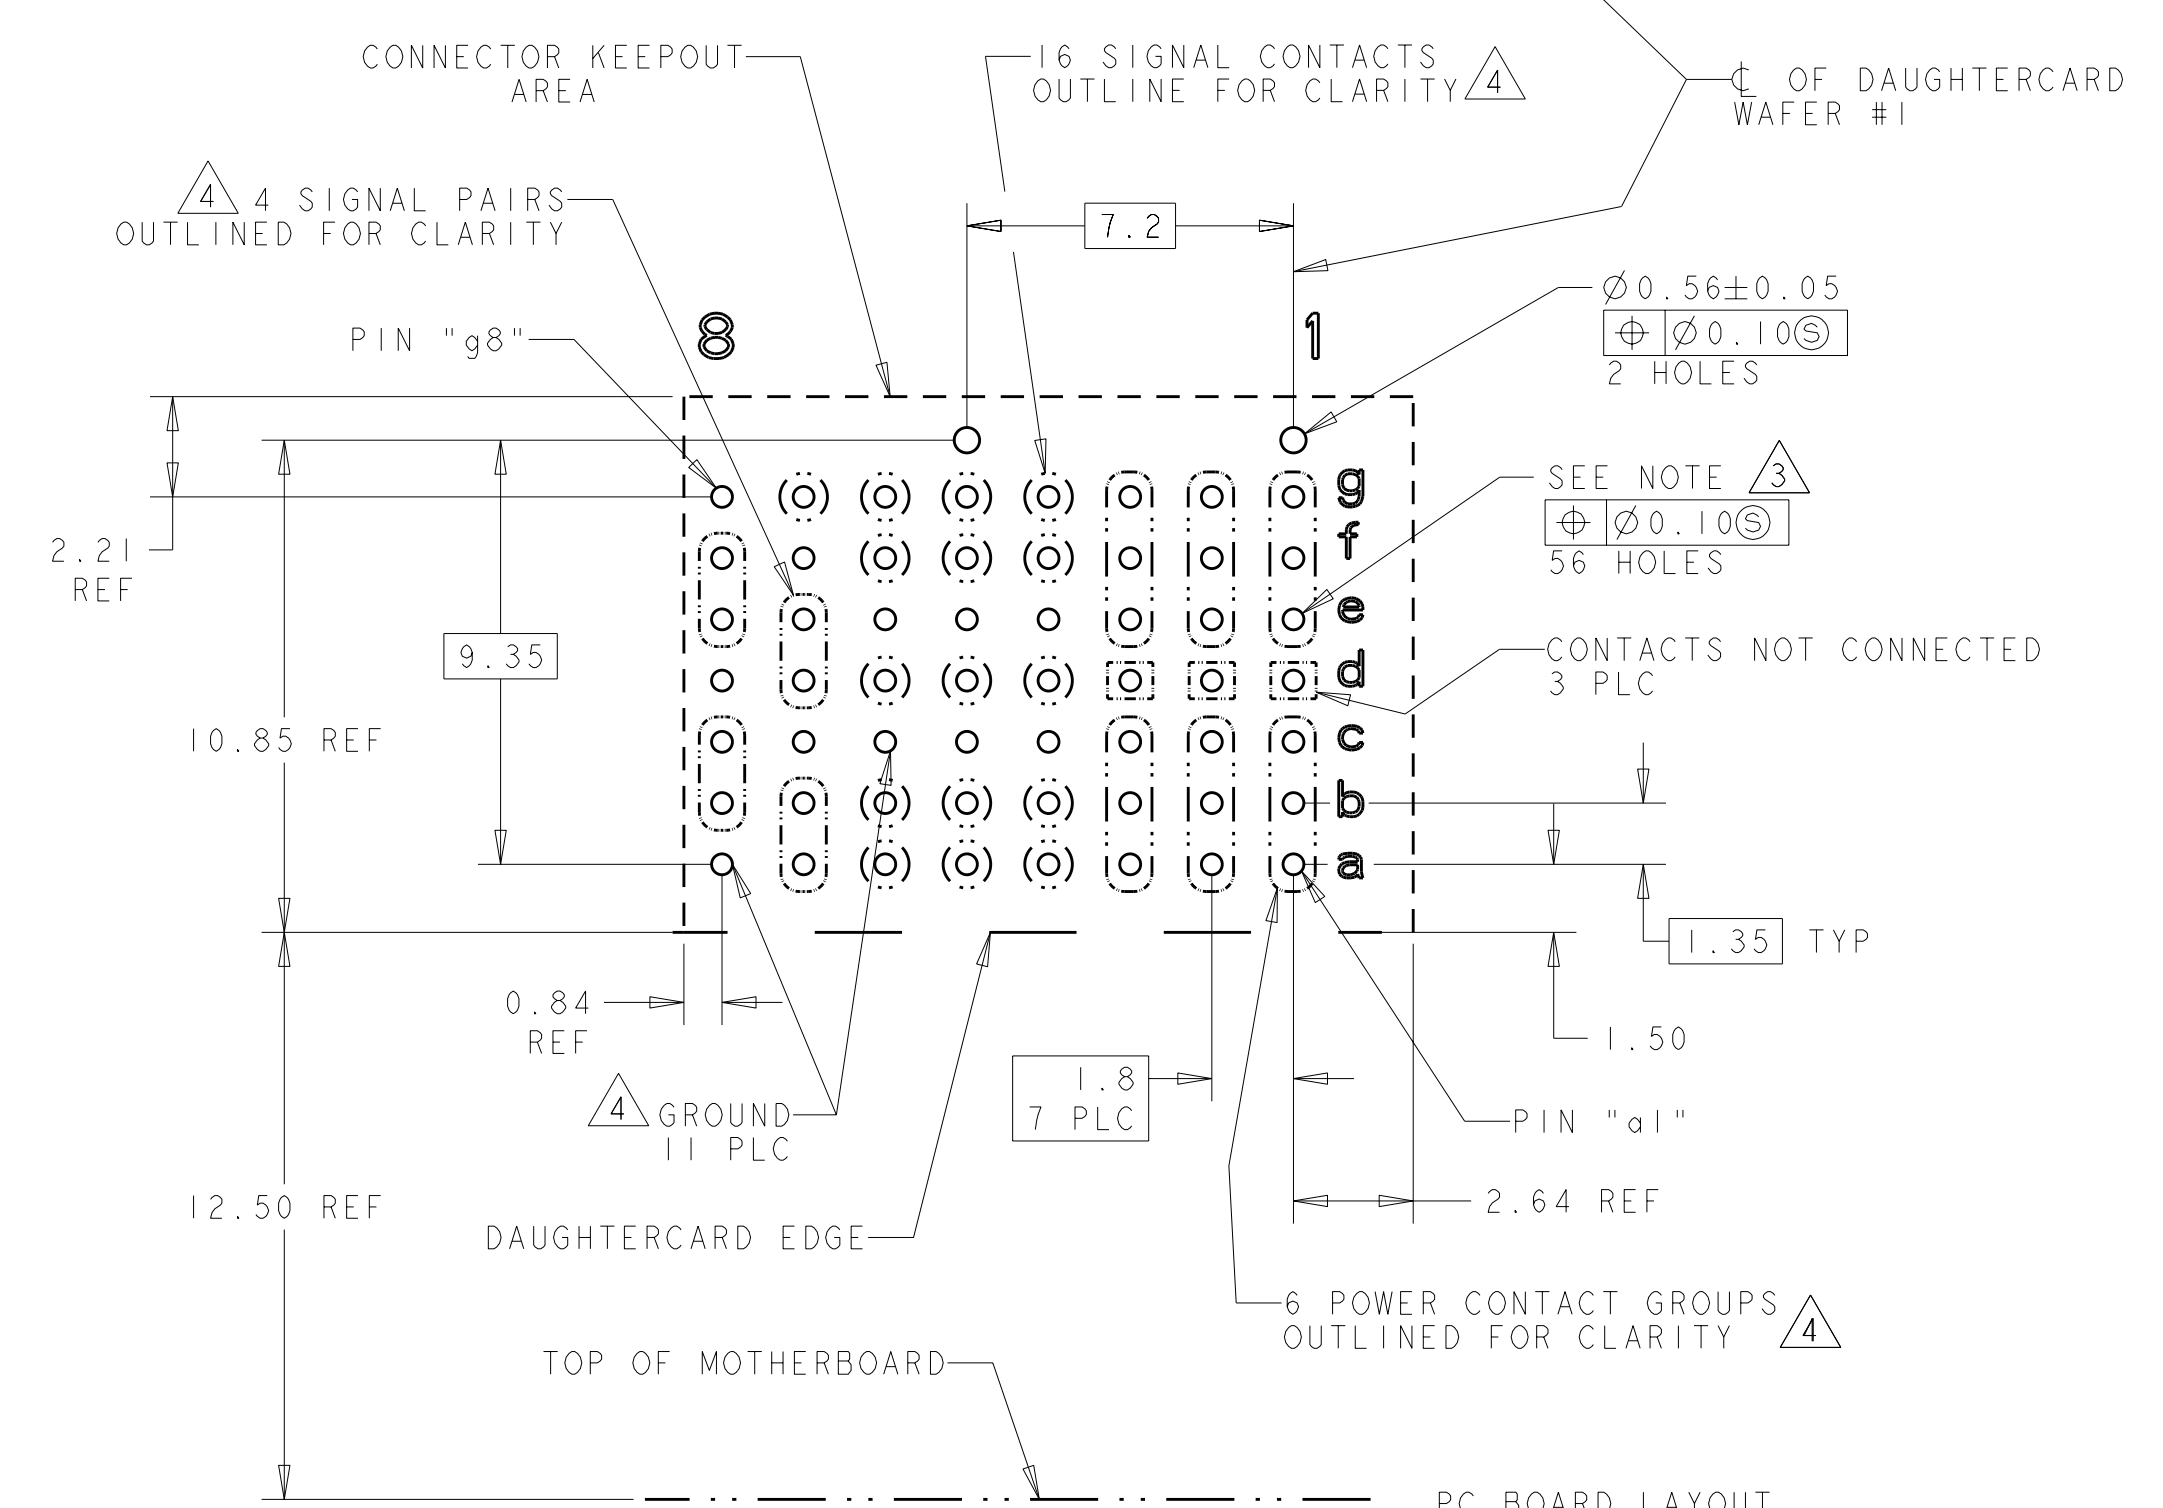 CONNECTOR KEEPOUT
AREA
16 SIGNAL CONTACTS
OUTLINE FOR CLARITY 4
℄ OF DAUGHTERCARD
WAFER #1
4 4 SIGNAL PAIRS
OUTLINED FOR CLARITY
7.2
PIN "g8"
8
1
Ø0.56±0.05
⌖ Ø0.10Ⓢ
2 HOLES
g
SEE NOTE 3
⌖ Ø0.10Ⓢ
56 HOLES
f
2.21
REF
e
9.35
CONTACTS NOT CONNECTED
3 PLC
d
10.85 REF
c
b
a
1.35 TYP
0.84
REF
1.50
1.8
7 PLC
4 GROUND
11 PLC
PIN "a1"
12.50 REF
2.64 REF
DAUGHTERCARD EDGE
6 POWER CONTACT GROUPS
OUTLINED FOR CLARITY 4
TOP OF MOTHERBOARD
PC BOARD LAYOUT